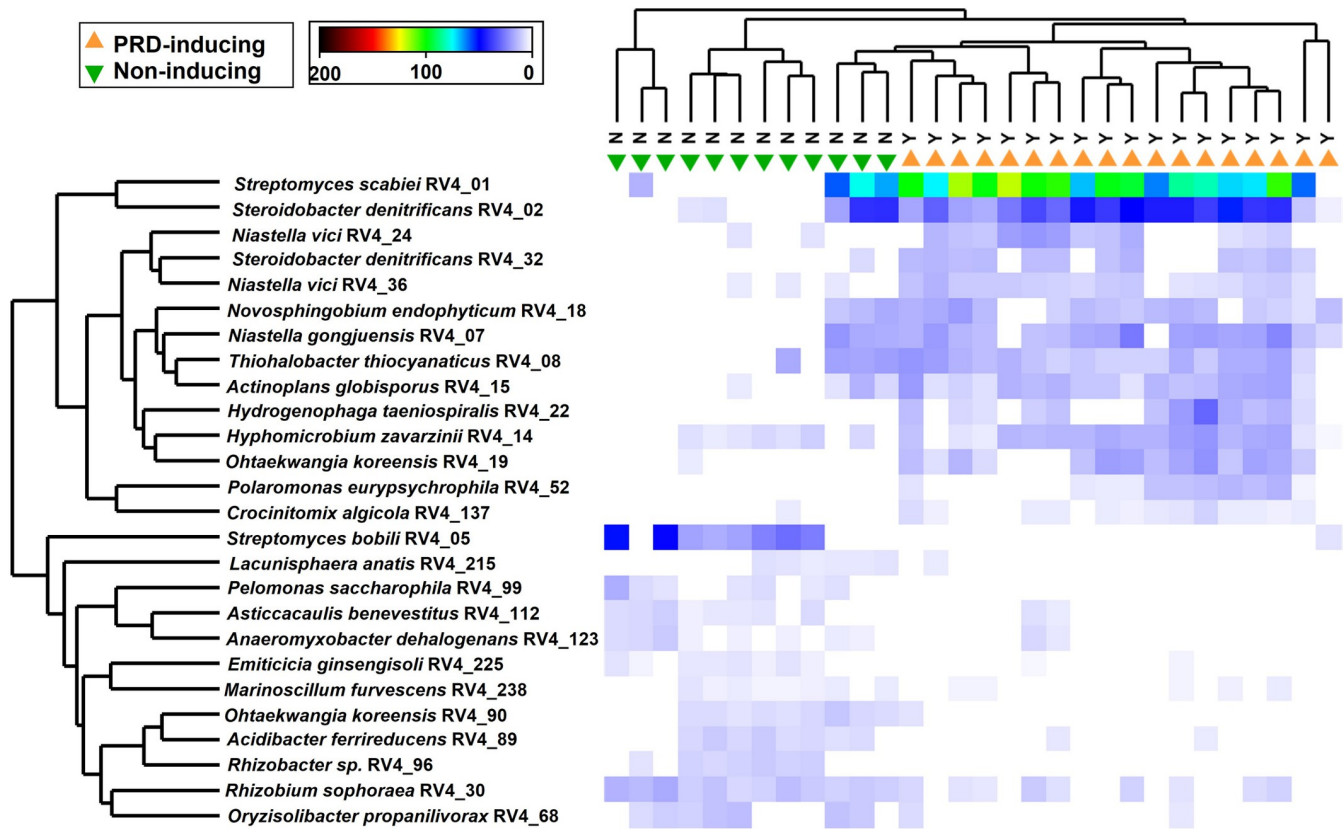 PRD-inducing
Non-inducing
200 100 0
N N N N N N N N N N N N Y Y Y Y Y Y Y Y Y Y Y Y Y Y Y Y Y Y
Streptomyces scabiei RV4_01
Steroidobacter denitrificans RV4_02
Niastella vici RV4_24
Steroidobacter denitrificans RV4_32
Niastella vici RV4_36
Novosphingobium endophyticum RV4_18
Niastella gongjuensis RV4_07
Thiohalobacter thiocyanaticus RV4_08
Actinoplans globisporus RV4_15
Hydrogenophaga taeniospiralis RV4_22
Hyphomicrobium zavarzinii RV4_14
Ohtaekwangia koreensis RV4_19
Polaromonas eurypsychrophila RV4_52
Crocinitomix algicola RV4_137
Streptomyces bobili RV4_05
Lacunisphaera anatis RV4_215
Pelomonas saccharophila RV4_99
Asticcacaulis benevestitus RV4_112
Anaeromyxobacter dehalogenans RV4_123
Emiticicia ginsengisoli RV4_225
Marinoscillum furvescens RV4_238
Ohtaekwangia koreensis RV4_90
Acidibacter ferrireducens RV4_89
Rhizobacter sp. RV4_96
Rhizobium sophoraea RV4_30
Oryzisolibacter propanilivorax RV4_68